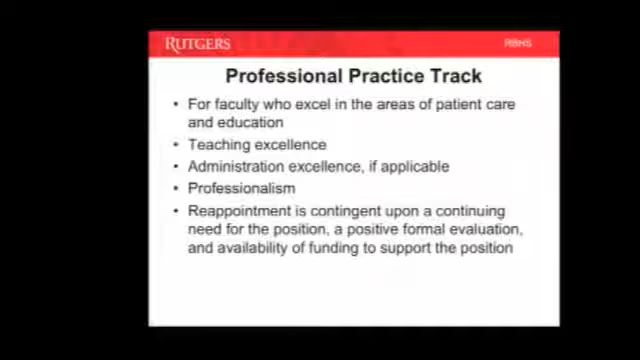 RUTGERS
RBHS
Professional Practice Track
• For faculty who excel in the areas of patient care
and education
• Teaching excellence
• Administration excellence, if applicable
• Professionalism
• Reappointment is contingent upon a continuing
need for the position, a positive formal evaluation,
and availability of funding to support the position